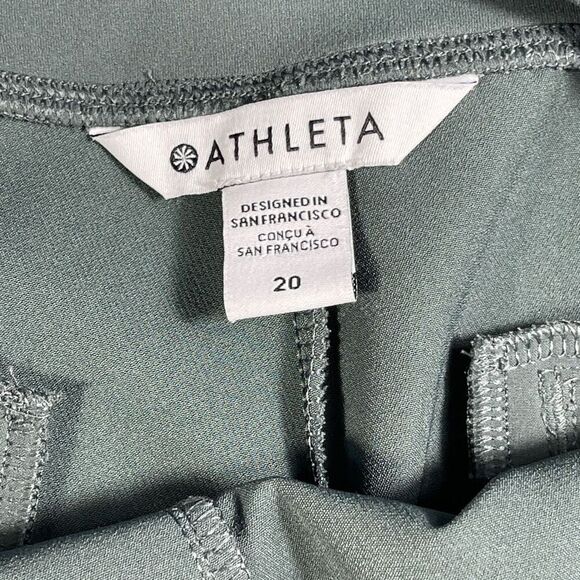 ATHLETA
DESIGNED IN
SAN FRANCISCO
CONÇU À
SAN FRANCISCO
20